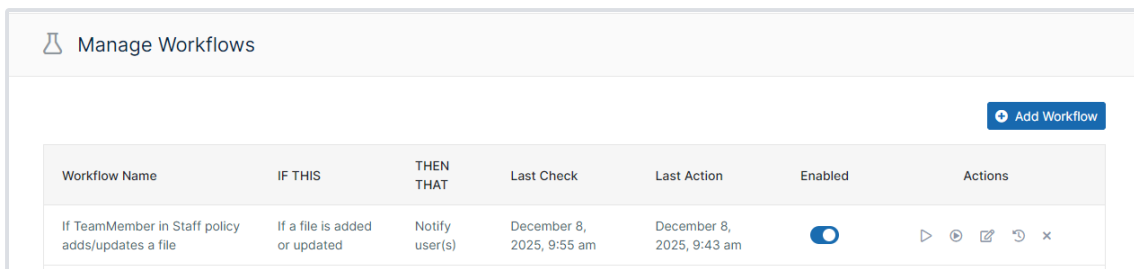 Manage Workflows
Add Workflow
Workflow Name IF THIS THEN THAT Last Check Last Action Enabled Actions
If TeamMember in Staff policy If a file is added Notify December 8, December 8,
adds/updates a file or updated user(s) 2025, 9:55 am 2025, 9:43 am